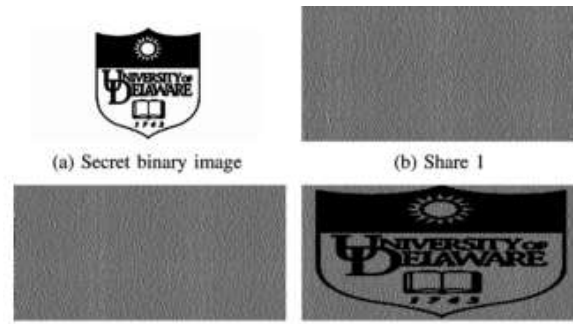 UNIVERSITY OF
DELAWARE
1743
(a) Secret binary image
(b) Share 1
UNIVERSITY OF
DELAWARE
1743